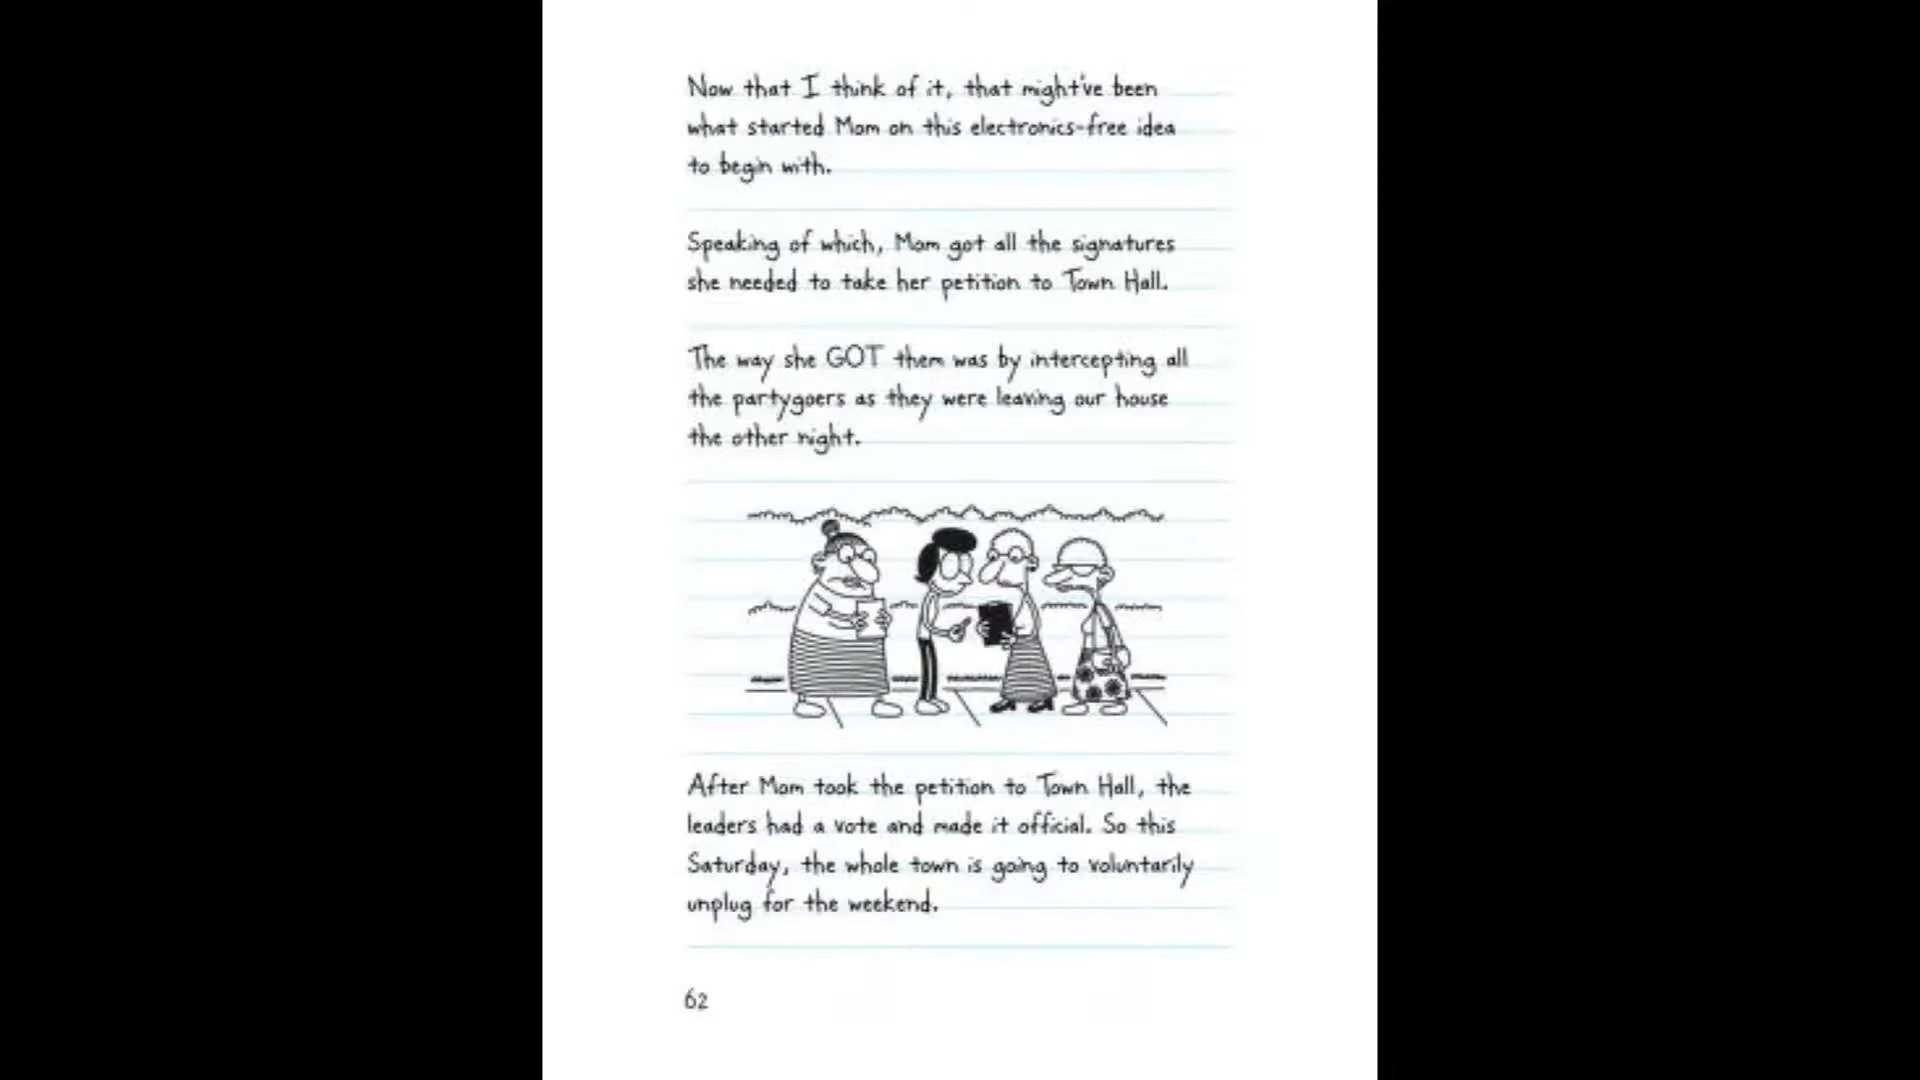 Now that I think of it, that might've been
what started Mom on this electronics-free idea
to begin with.
Speaking of which, Mom got all the signatures
she needed to take her petition to Town Hall.
The way she GOT them was by intercepting all
the partygoers as they were leaving our house
the other night.
After Mom took the petition to Town Hall, the
leaders had a vote and made it official. So this
Saturday, the whole town is going to voluntarily
unplug for the weekend.
62